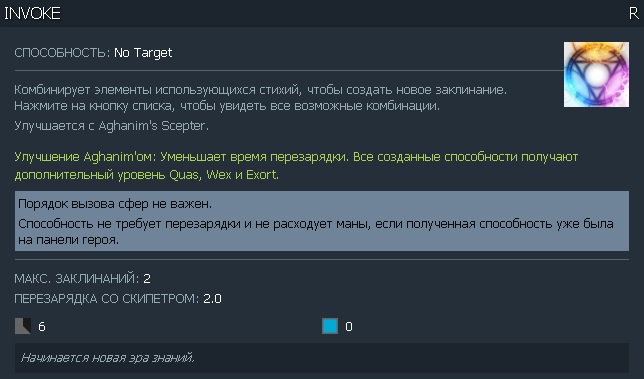 INVOKE R
СПОСОБНОСТЬ: No Target
Комбинирует элементы использующихся стихий, чтобы создать новое заклинание.
Нажмите на кнопку списка, чтобы увидеть все возможные комбинации.
Улучшается с Aghanim's Scepter.
Улучшение Aghanim'ом: Уменьшает время перезарядки. Все созданные способности получают
дополнительный уровень Quas, Wex и Exort.
Порядок вызова сфер не важен.
Способность не требует перезарядки и не расходует маны, если полученная способность уже была
на панели героя.
МАКС. ЗАКЛИНАНИЙ: 2
ПЕРЕЗАРЯДКА СО СКИПЕТРОМ: 2.0
6 0
Начинается новая эра знаний.